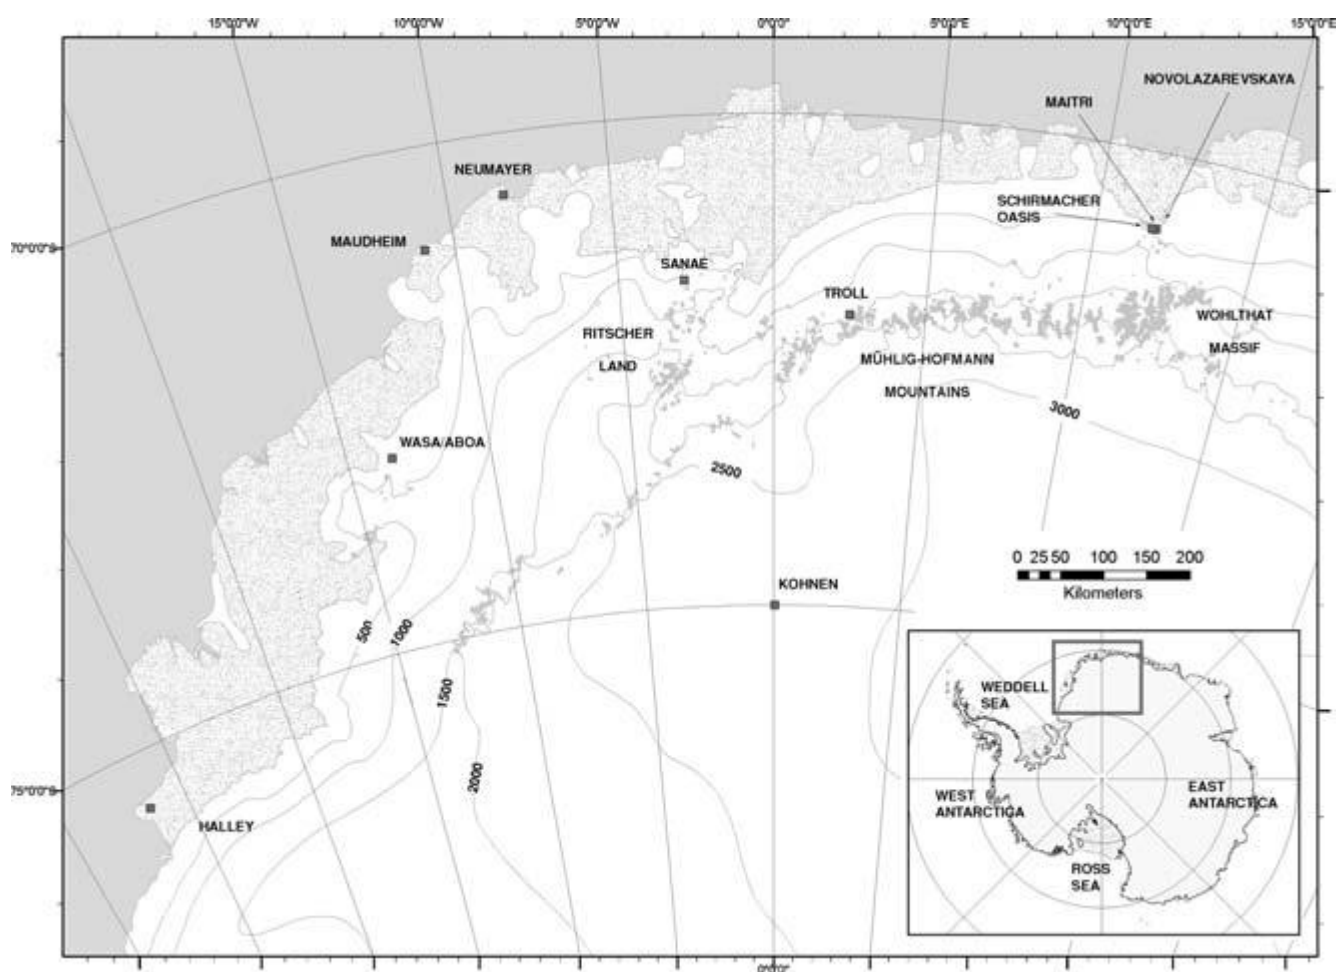 15°0'0"W
10°0'0"W
5°0'0"W
0°0'0"
5°0'0"E
10°0'0"E
15°0'0"E
NOVOLAZAREVSKAYA
MAITRI
NEUMAYER
SCHIRMACHER
OASIS
MAUDHEIM
70°0'0"S
SANAE
TROLL
RITSCHER
LAND
WOHLTHAT
MASSIF
MÜHLIG-HOFMANN
MOUNTAINS
3000
WASA/ABOA
2500
0 25 50 100 150 200
Kilometers
KOHNEN
500
1000
1500
2000
75°0'0"S
HALLEY
WEDDELL
SEA
WEST
ANTARCTICA
EAST
ANTARCTICA
ROSS
SEA
0°0'0"